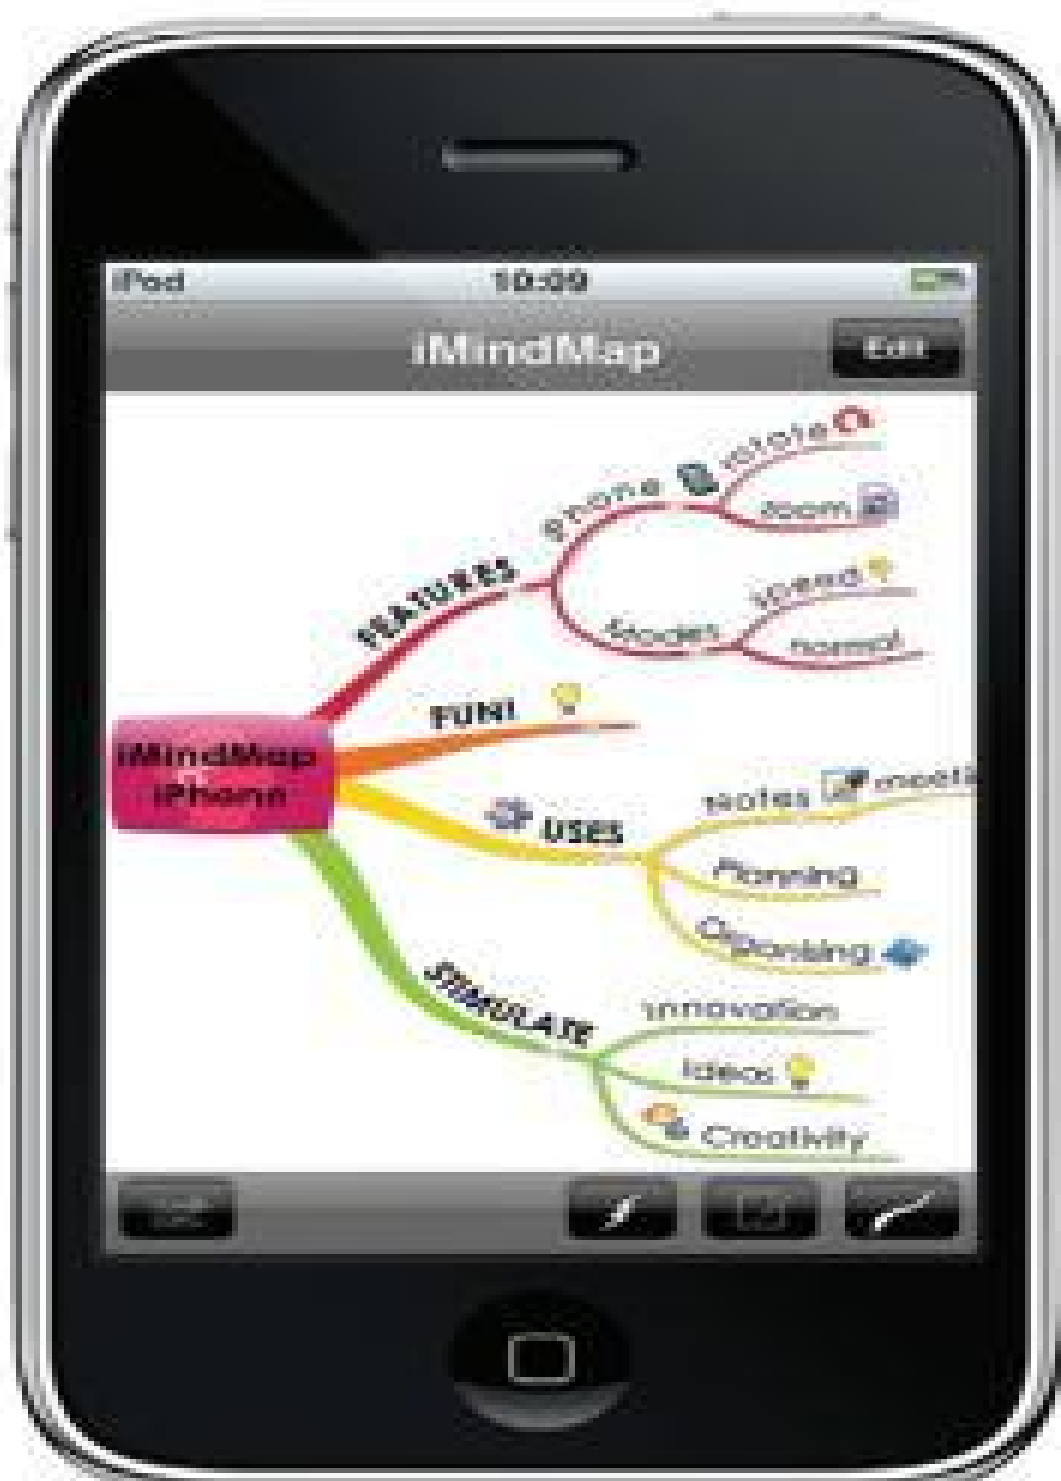 iPod 10:09
iMindMap Edit
rotate
Phone
zoom
FEATURES
speed
Modes
normal
FUN!
iMindMap
iPhone
Notes
USES
Planning
Organising
STIMULATE
innovation
Ideas
Creativity